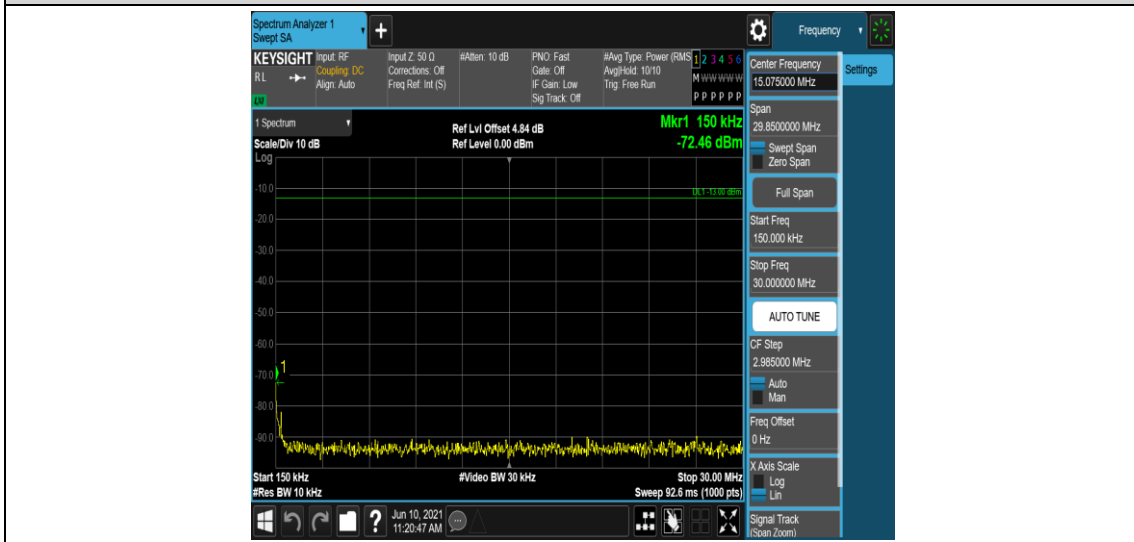 Spectrum Analyzer 1
Swept SA
+
Frequency
KEYSIGHT Input: RF Input Z: 50 Ω #Atten: 10 dB PNO: Fast #Avg Type: Power (RMS 1 2 3 4 5 6
RL Coupling: DC Corrections: Off Gate: Off Avg|Hold: 10/10 M W W W W W
Align: Auto Freq Ref: Int (S) IF Gain: Low Trig: Free Run
Sig Track: Off P P P P P P
LXI
Settings
1 Spectrum
Scale/Div 10 dB
Log
Ref Lvl Offset 4.84 dB
Ref Level 0.00 dBm
Mkr1 150 kHz
-72.46 dBm
DL1 -13.00 dBm
-10.0
-20.0
-30.0
-40.0
-50.0
-60.0
-70.0
-80.0
-90.0
1
Start 150 kHz #Video BW 30 kHz Stop 30.00 MHz
#Res BW 10 kHz Sweep 92.6 ms (1000 pts)
Center Frequency
15.075000 MHz
Span
29.8500000 MHz
Swept Span
Zero Span
Full Span
Start Freq
150.000 kHz
Stop Freq
30.000000 MHz
AUTO TUNE
CF Step
2.985000 MHz
Auto
Man
Freq Offset
0 Hz
X Axis Scale
Log
Lin
Signal Track
(Span Zoom)
?
Jun 10, 2021
11:20:47 AM